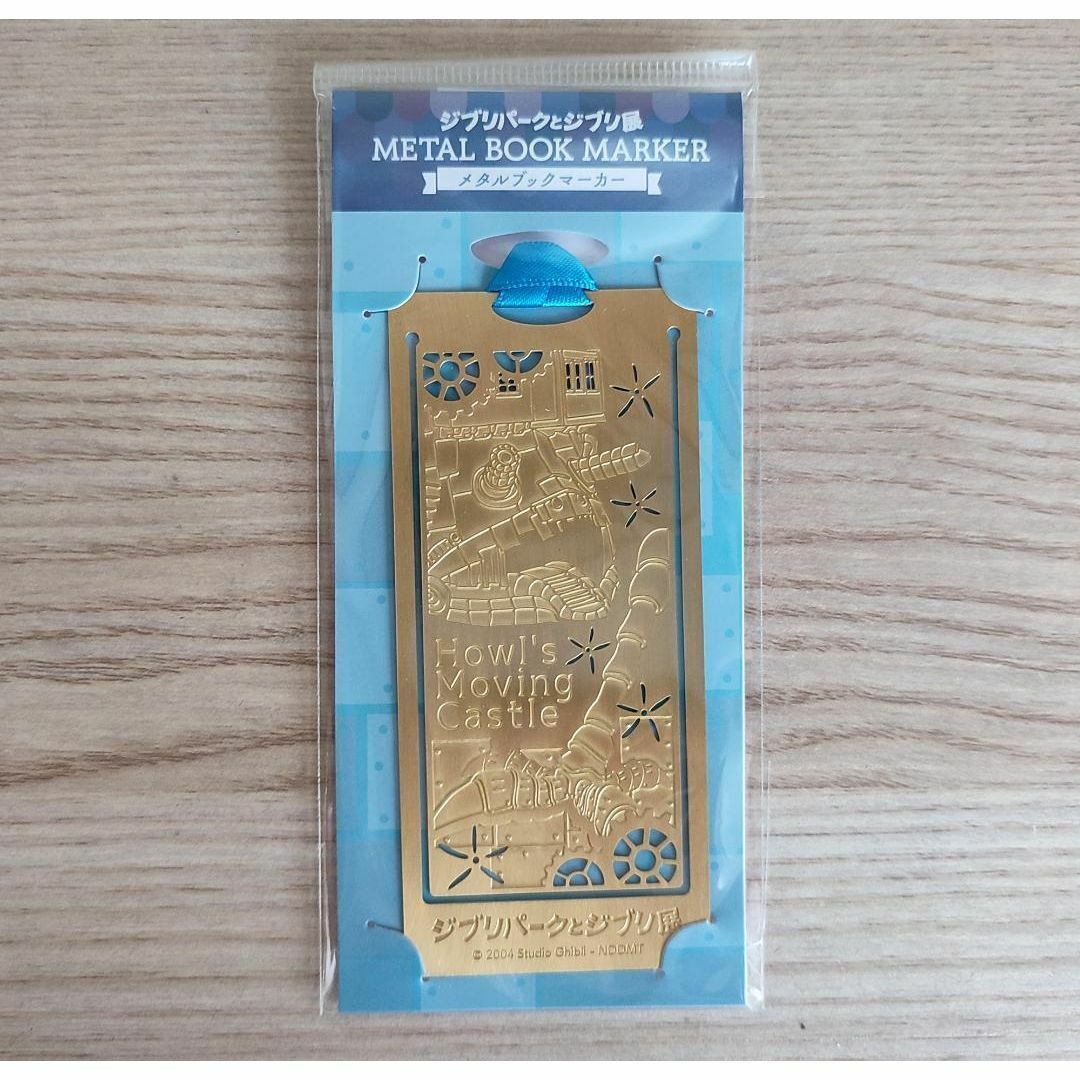 ジブリパークとジブリ展
METAL BOOK MARKER
メタルブックマーカー
Howl's
Moving
Castle
ジブリパークとジブリ展
© 2004 Studio Ghibli - NDDMT